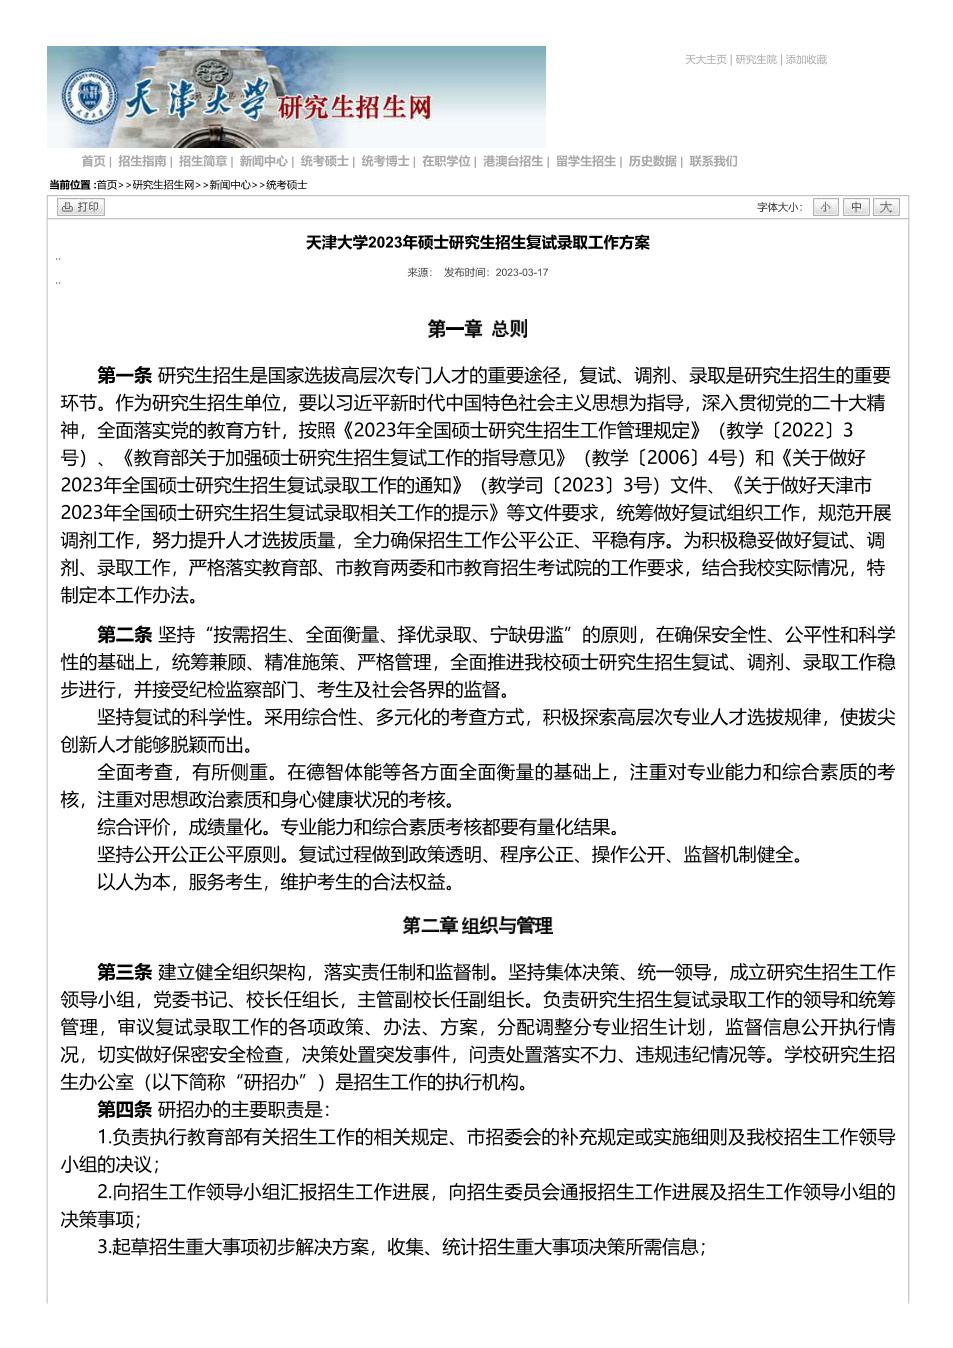 天大主页 | 研究生院 | 添加收藏
天津大学 研究生招生网
首页 | 招生指南 | 招生简章 | 新闻中心 | 统考硕士 | 统考博士 | 在职学位 | 港澳台招生 | 留学生招生 | 历史数据 | 联系我们
当前位置 :首页>>研究生招生网>>新闻中心>>统考硕士
打印 字体大小： 小 中 大
天津大学2023年硕士研究生招生复试录取工作方案
..
来源： 发布时间：2023-03-17
..
第一章 总则
第一条 研究生招生是国家选拔高层次专门人才的重要途径，复试、调剂、录取是研究生招生的重要
环节。作为研究生招生单位，要以习近平新时代中国特色社会主义思想为指导，深入贯彻党的二十大精
神，全面落实党的教育方针，按照《2023年全国硕士研究生招生工作管理规定》（教学〔2022〕3
号）、《教育部关于加强硕士研究生招生复试工作的指导意见》（教学〔2006〕4号）和《关于做好
2023年全国硕士研究生招生复试录取工作的通知》（教学司〔2023〕3号）文件、《关于做好天津市
2023年全国硕士研究生招生复试录取相关工作的提示》等文件要求，统筹做好复试组织工作，规范开展
调剂工作，努力提升人才选拔质量，全力确保招生工作公平公正、平稳有序。为积极稳妥做好复试、调
剂、录取工作，严格落实教育部、市教育两委和市教育招生考试院的工作要求，结合我校实际情况，特
制定本工作办法。
第二条 坚持“按需招生、全面衡量、择优录取、宁缺毋滥”的原则，在确保安全性、公平性和科学
性的基础上，统筹兼顾、精准施策、严格管理，全面推进我校硕士研究生招生复试、调剂、录取工作稳
步进行，并接受纪检监察部门、考生及社会各界的监督。
坚持复试的科学性。采用综合性、多元化的考查方式，积极探索高层次专业人才选拔规律，使拔尖
创新人才能够脱颖而出。
全面考查，有所侧重。在德智体能等各方面全面衡量的基础上，注重对专业能力和综合素质的考
核，注重对思想政治素质和身心健康状况的考核。
综合评价，成绩量化。专业能力和综合素质考核都要有量化结果。
坚持公开公正公平原则。复试过程做到政策透明、程序公正、操作公开、监督机制健全。
以人为本，服务考生，维护考生的合法权益。
第二章 组织与管理
第三条 建立健全组织架构，落实责任制和监督制。坚持集体决策、统一领导，成立研究生招生工作
领导小组，党委书记、校长任组长，主管副校长任副组长。负责研究生招生复试录取工作的领导和统筹
管理，审议复试录取工作的各项政策、办法、方案，分配调整分专业招生计划，监督信息公开执行情
况，切实做好保密安全检查，决策处置突发事件，问责处置落实不力、违规违纪情况等。学校研究生招
生办公室（以下简称“研招办”）是招生工作的执行机构。
第四条 研招办的主要职责是：
1.负责执行教育部有关招生工作的相关规定、市招委会的补充规定或实施细则及我校招生工作领导
小组的决议；
2.向招生工作领导小组汇报招生工作进展，向招生委员会通报招生工作进展及招生工作领导小组的
决策事项；
3.起草招生重大事项初步解决方案，收集、统计招生重大事项决策所需信息；